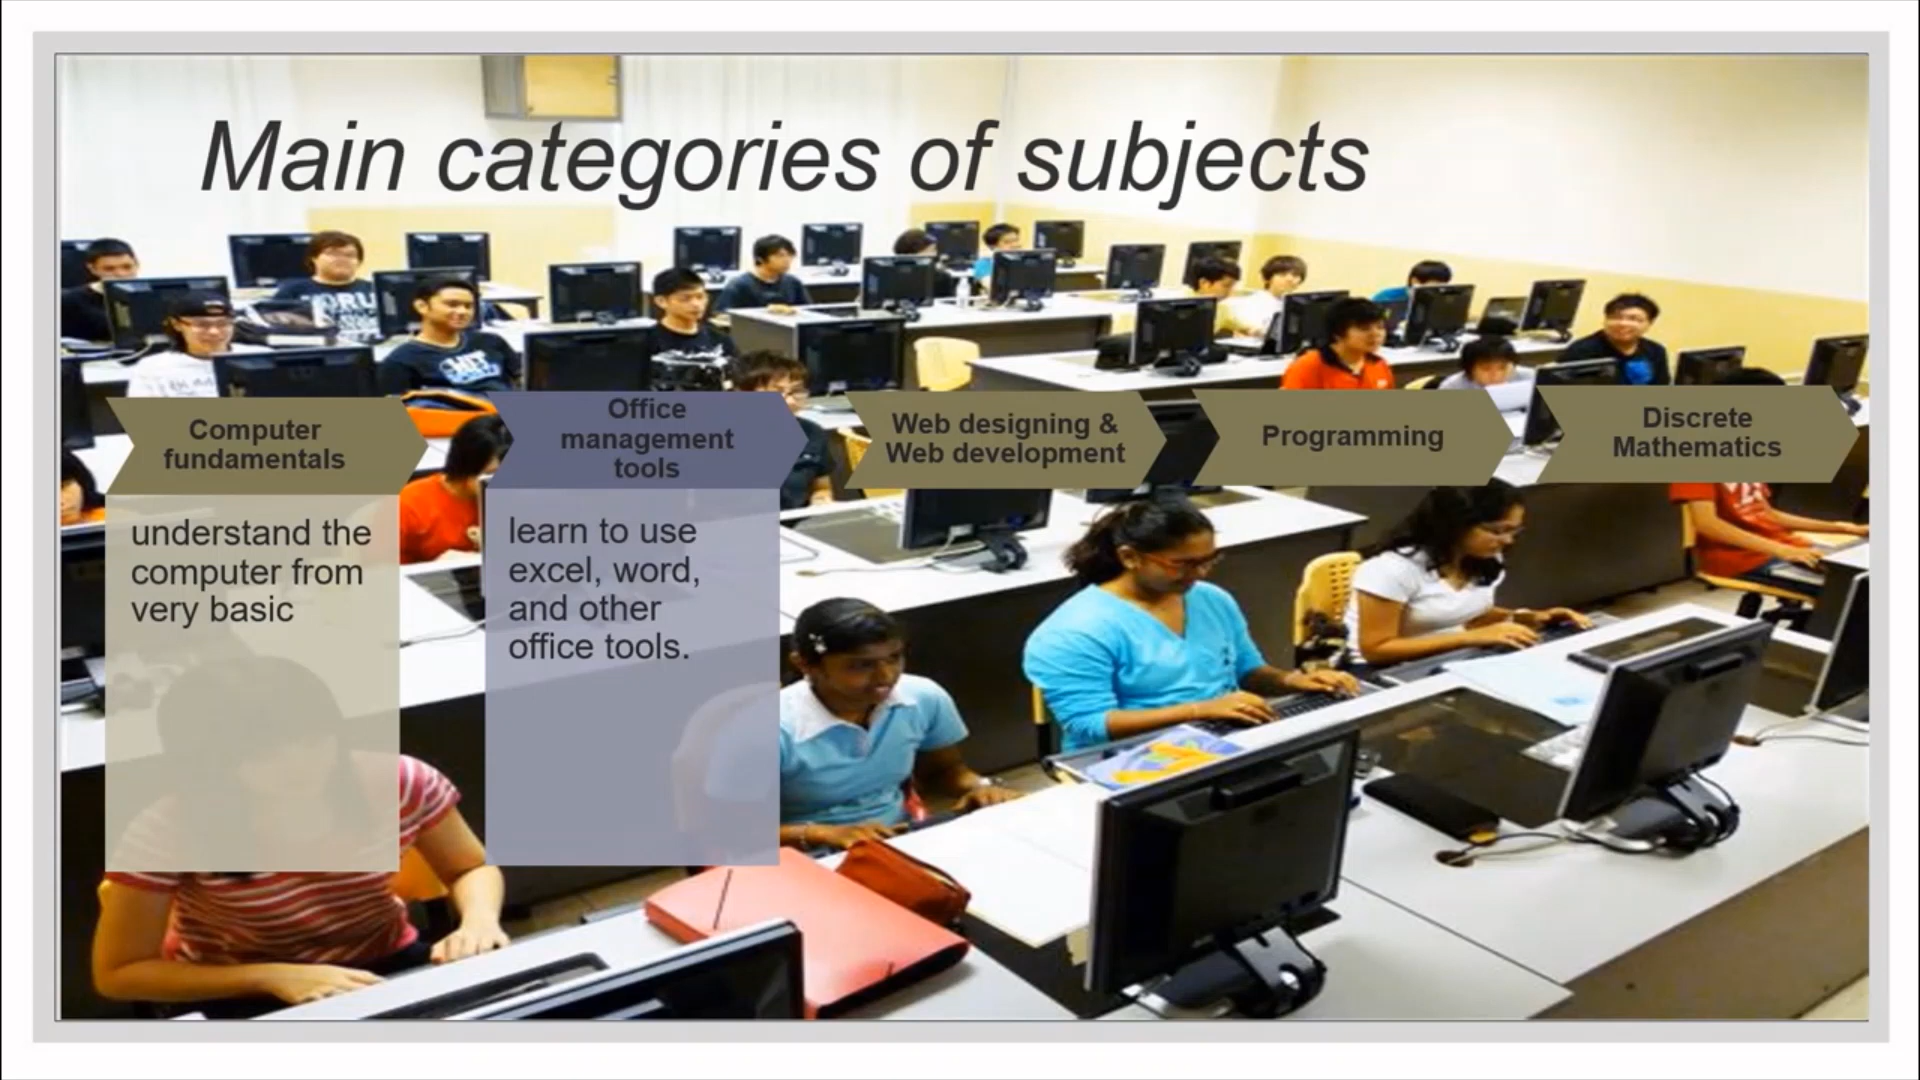 Main categories of subjects
Computer
fundamentals
understand the
computer from
very basic
Office
management
tools
learn to use
excel, word,
and other
office tools.
Web designing &
Web development
Programming
Discrete
Mathematics